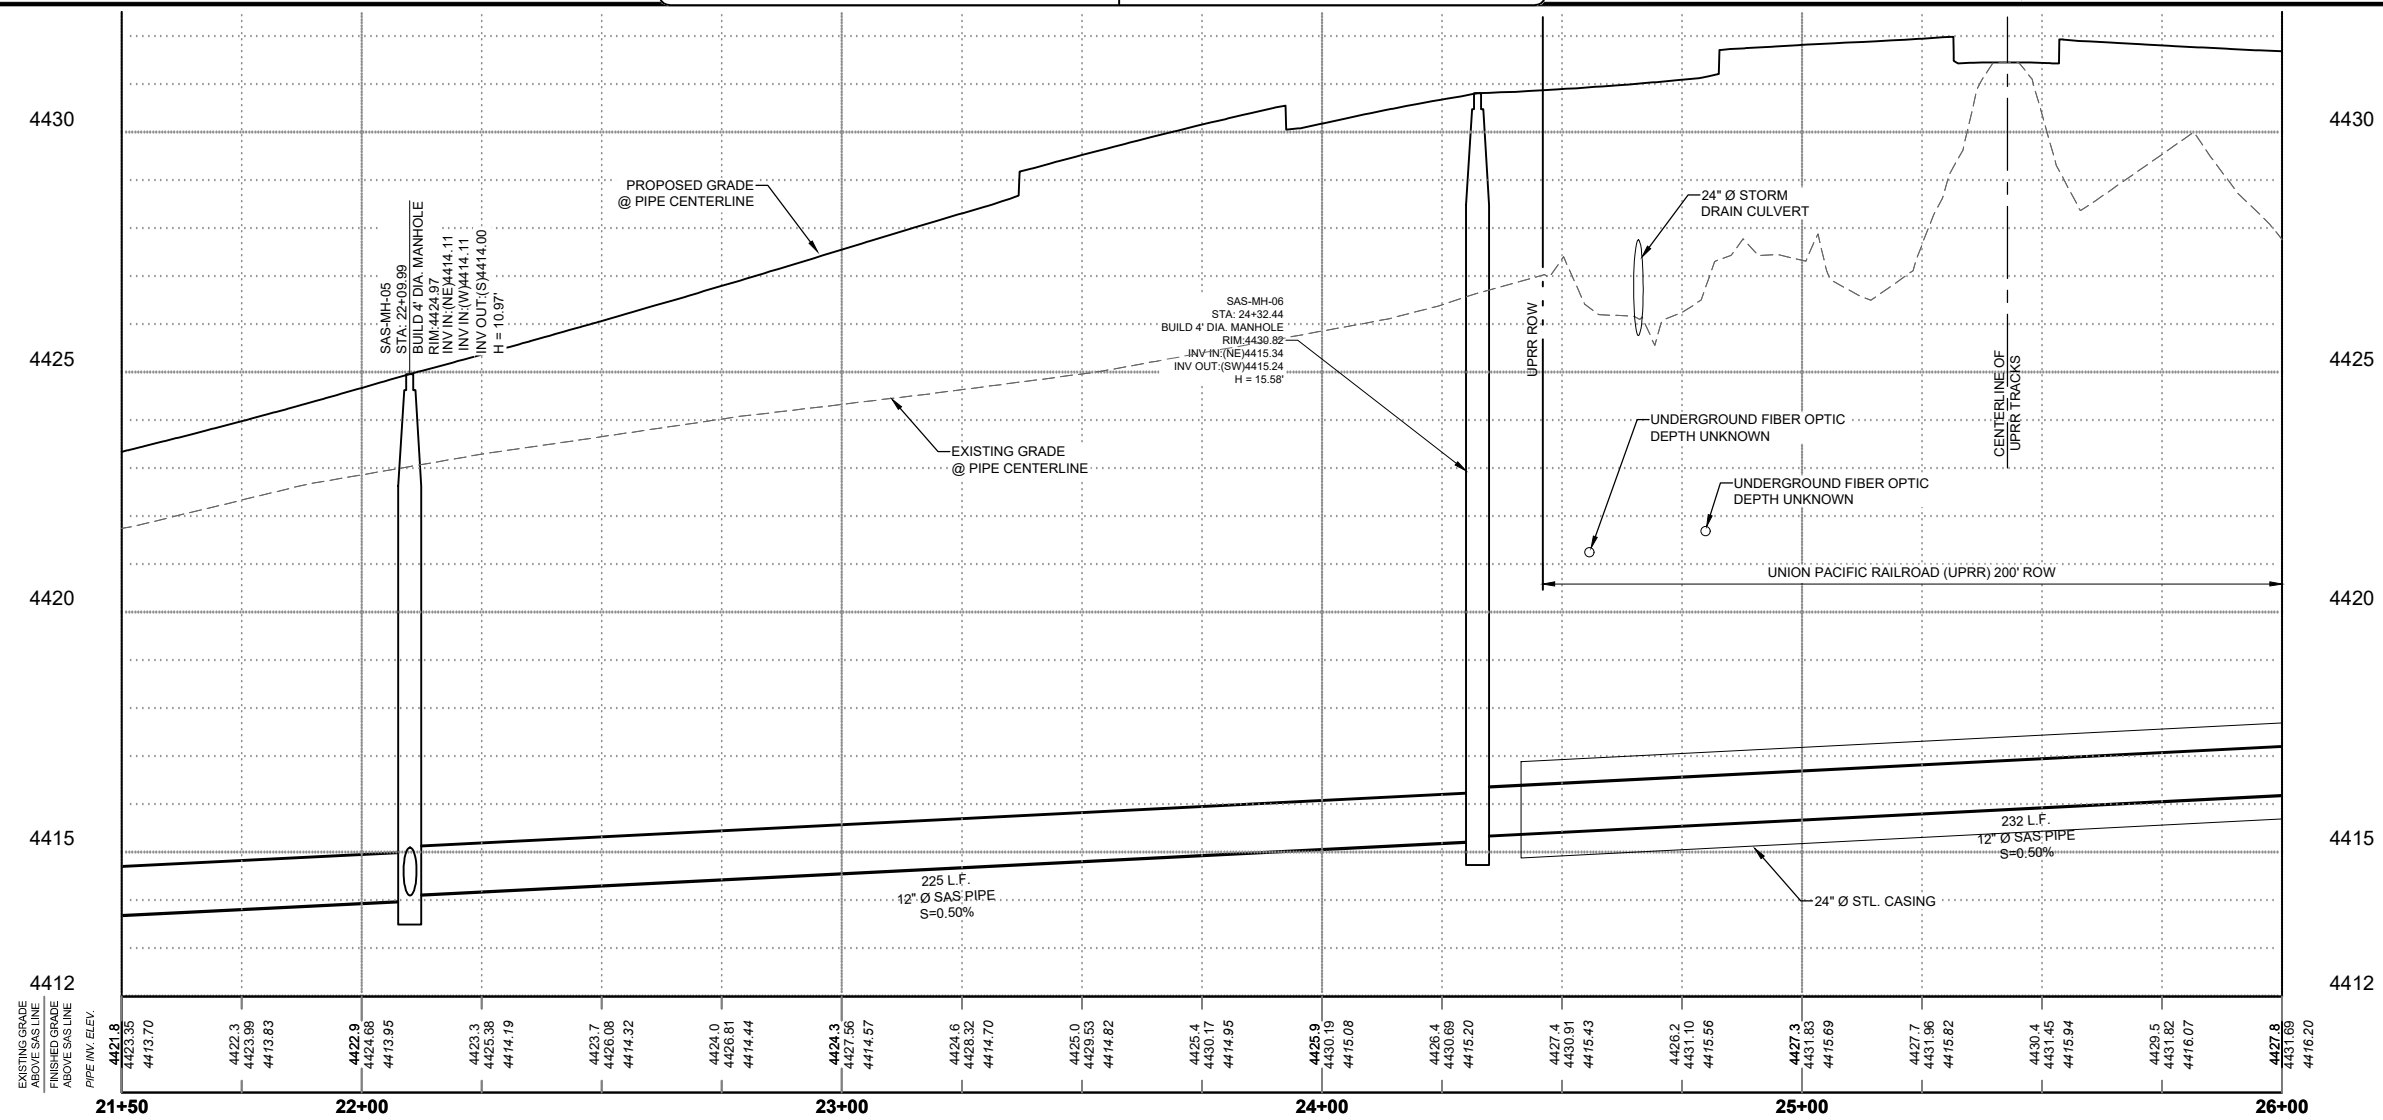 4430
4430
4425
4425
4420
4420
4415
4415
4412
4412
SAS-MH-05
STA: 22+09.99
BUILD 4' DIA. MANHOLE
RIM:4424.97
INV IN:(NE)4414.11
INV IN:(W)4414.11
INV OUT:(S)4414.00
H = 10.97'
PROPOSED GRADE
@ PIPE CENTERLINE
EXISTING GRADE
@ PIPE CENTERLINE
SAS-MH-06
STA: 24+32.44
BUILD 4' DIA. MANHOLE
RIM:4430.82
INV IN:(NE)4415.34
INV OUT:(SW)4415.24
H = 15.58'
UPRR ROW
24" Ø STORM
DRAIN CULVERT
CENTERLINE OF
UPRR TRACKS
UNDERGROUND FIBER OPTIC
DEPTH UNKNOWN
UNDERGROUND FIBER OPTIC
DEPTH UNKNOWN
UNION PACIFIC RAILROAD (UPRR) 200' ROW
225 L.F.
12" Ø SAS PIPE
S=0.50%
232 L.F.
12" Ø SAS PIPE
S=0.50%
24" Ø STL. CASING
EXISTING GRADE
ABOVE SAS LINE
FINISHED GRADE
ABOVE SAS LINE
PIPE INV. ELEV.
4421.8
4423.35
4413.70
4422.3
4423.99
4413.83
4422.9
4424.68
4413.95
4423.3
4425.38
4414.19
4423.7
4426.08
4414.32
4424.0
4426.81
4414.44
4424.3
4427.56
4414.57
4424.6
4428.32
4414.70
4425.0
4429.53
4414.82
4425.4
4430.17
4414.95
4425.9
4430.19
4415.08
4426.4
4430.69
4415.20
4427.4
4430.91
4415.43
4426.2
4431.10
4415.56
4427.3
4431.83
4415.69
4427.7
4431.96
4415.82
4430.4
4431.45
4415.94
4429.5
4431.82
4416.07
4427.8
4431.69
4416.20
21+50
22+00
23+00
24+00
25+00
26+00